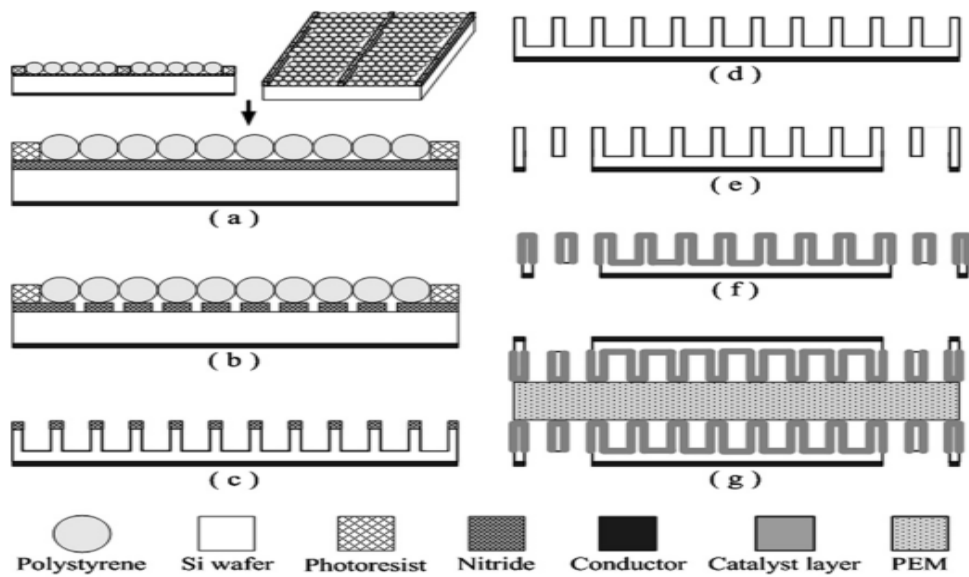 ( a )
( b )
( c )
( d )
( e )
( f )
( g )
Polystyrene Si wafer Photoresist Nitride Conductor Catalyst layer PEM